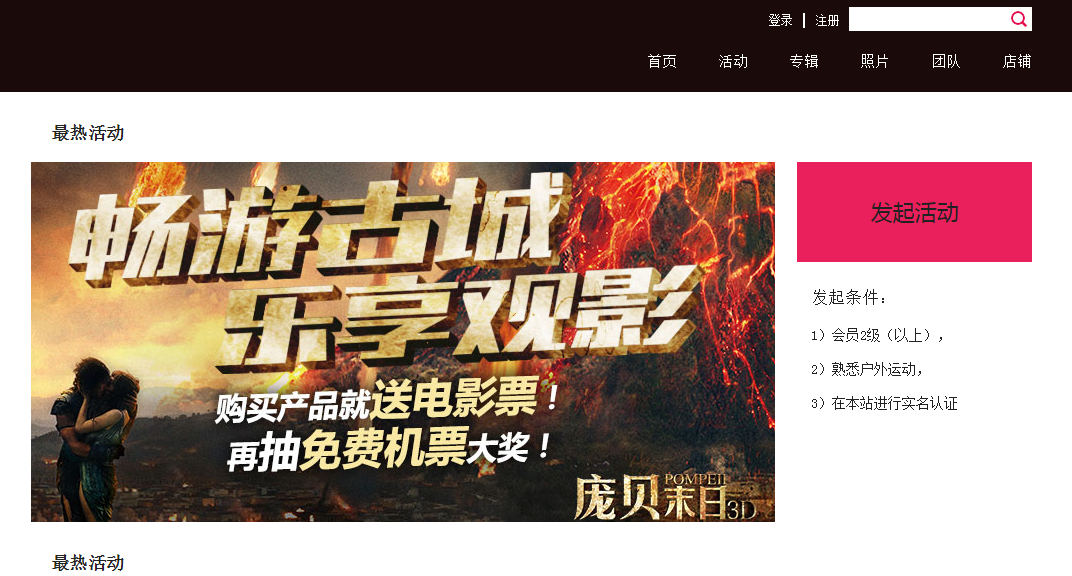 登录 注册
首页 活动 专辑 照片 团队 店铺
最热活动
畅游古城
乐享观影
购买产品就送电影票！
再抽免费机票大奖！
庞贝末日3D
POMPEII
发起活动
发起条件：
1）会员2级（以上），
2）熟悉户外运动，
3）在本站进行实名认证
最热活动